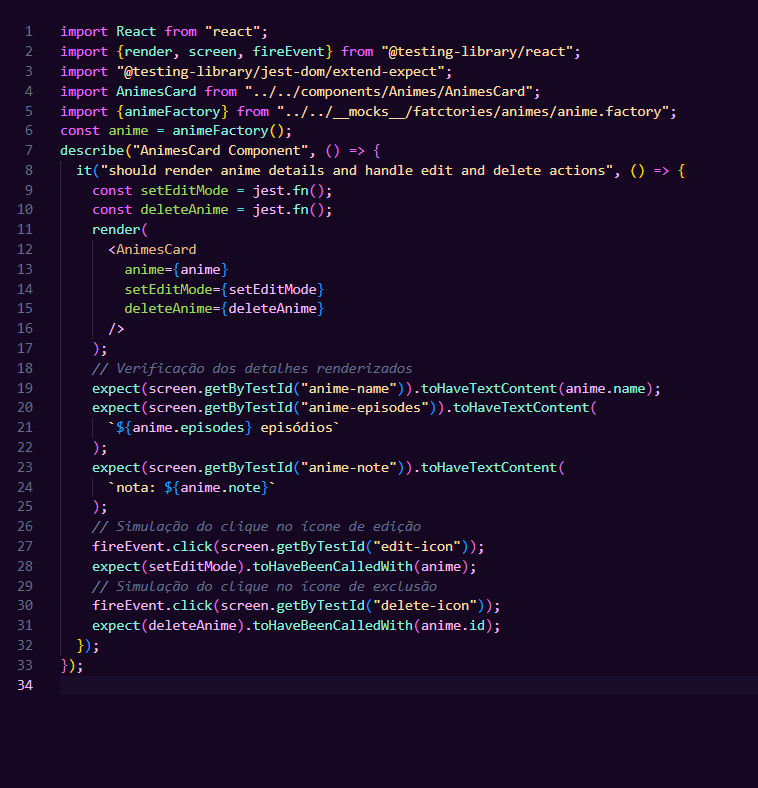 1 import React from "react";
2 import {render, screen, fireEvent} from "@testing-library/react";
3 import "@testing-library/jest-dom/extend-expect";
4 import AnimesCard from "../../components/Animes/AnimesCard";
5 import {animeFactory} from "../../__mocks__/fatctories/animes/anime.factory";
6 const anime = animeFactory();
7 describe("AnimesCard Component", () => {
8 it("should render anime details and handle edit and delete actions", () => {
9 const setEditMode = jest.fn();
10 const deleteAnime = jest.fn();
11 render(
12 <AnimesCard
13 anime={anime}
14 setEditMode={setEditMode}
15 deleteAnime={deleteAnime}
16 />
17 );
18 // Verificação dos detalhes renderizados
19 expect(screen.getByTestId("anime-name")).toHaveTextContent(anime.name);
20 expect(screen.getByTestId("anime-episodes")).toHaveTextContent(
21 `${anime.episodes} episódios`
22 );
23 expect(screen.getByTestId("anime-note")).toHaveTextContent(
24 `nota: ${anime.note}`
25 );
26 // Simulação do clique no ícone de edição
27 fireEvent.click(screen.getByTestId("edit-icon"));
28 expect(setEditMode).toHaveBeenCalledWith(anime);
29 // Simulação do clique no ícone de exclusão
30 fireEvent.click(screen.getByTestId("delete-icon"));
31 expect(deleteAnime).toHaveBeenCalledWith(anime.id);
32 });
33 });
34